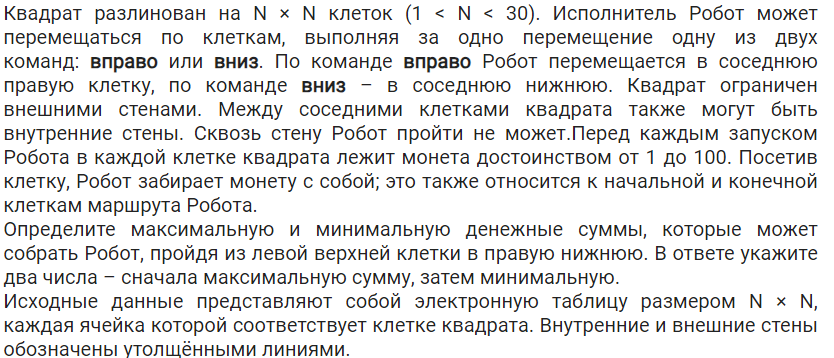 Квадрат разлинован на N × N клеток (1 < N < 30). Исполнитель Робот может
перемещаться по клеткам, выполняя за одно перемещение одну из двух
команд: вправо или вниз. По команде вправо Робот перемещается в соседнюю
правую клетку, по команде вниз – в соседнюю нижнюю. Квадрат ограничен
внешними стенами. Между соседними клетками квадрата также могут быть
внутренние стены. Сквозь стену Робот пройти не может.Перед каждым запуском
Робота в каждой клетке квадрата лежит монета достоинством от 1 до 100. Посетив
клетку, Робот забирает монету с собой; это также относится к начальной и конечной
клеткам маршрута Робота.
Определите максимальную и минимальную денежные суммы, которые может
собрать Робот, пройдя из левой верхней клетки в правую нижнюю. В ответе укажите
два числа – сначала максимальную сумму, затем минимальную.
Исходные данные представляют собой электронную таблицу размером N × N,
каждая ячейка которой соответствует клетке квадрата. Внутренние и внешние стены
обозначены утолщёнными линиями.